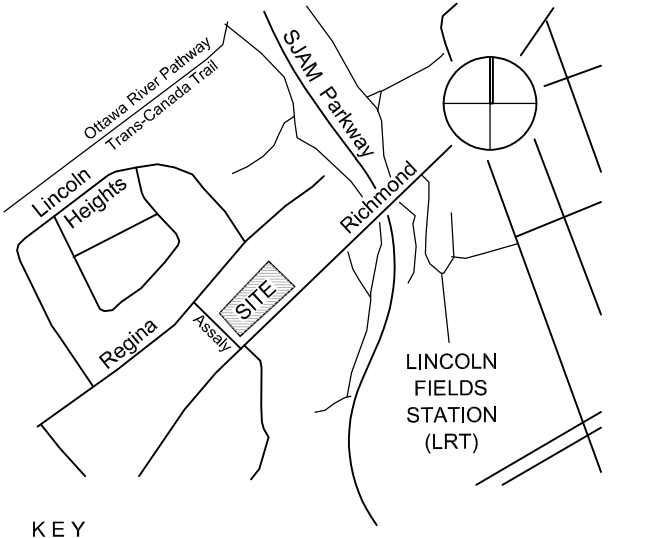 Ottawa River Pathway
Trans-Canada Trail
SJAM Parkway
Lincoln
Heights
Richmond
SITE
Assaly
Regina
LINCOLN
FIELDS
STATION
(LRT)
KEY